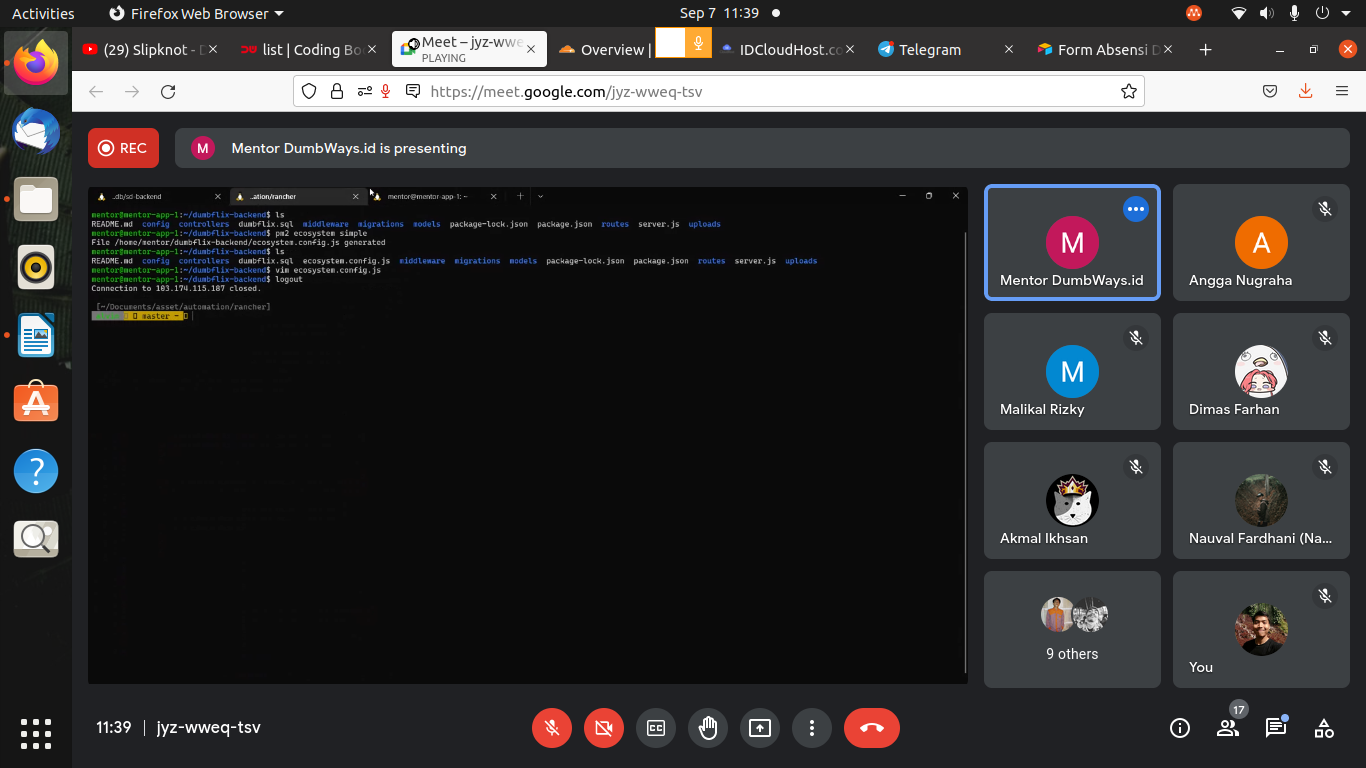 Activities
Firefox Web Browser
Sep 7 11:39
(29) Slipknot - D
list | Coding Bo
Meet – jyz-wwe
PLAYING
Overview |
IDCloudHost.co
Telegram
Form Absensi D
https://meet.google.com/jyz-wweq-tsv
REC
M
Mentor DumbWays.id is presenting
..db/sd-backend
..ation/rancher
mentor@mentor-app-1: ~
mentor@mentor-app-1:~/dumbflix-backend$ ls
README.md config controllers dumbflix.sql middleware migrations models package-lock.json package.json routes server.js uploads
mentor@mentor-app-1:~/dumbflix-backend$ pm2 ecosystem simple
File /home/mentor/dumbflix-backend/ecosystem.config.js generated
mentor@mentor-app-1:~/dumbflix-backend$ ls
README.md config controllers dumbflix.sql ecosystem.config.js middleware migrations models package-lock.json package.json routes server.js uploads
mentor@mentor-app-1:~/dumbflix-backend$ vim ecosystem.config.js
mentor@mentor-app-1:~/dumbflix-backend$ logout
Connection to 103.174.115.187 closed.
[~/Documents/asset/automation/rancher]
master ~
M
Mentor DumbWays.id
A
Angga Nugraha
M
Malikal Rizky
Dimas Farhan
Akmal Ikhsan
Nauval Fardhani (Na...
9 others
You
11:39
jyz-wweq-tsv
17